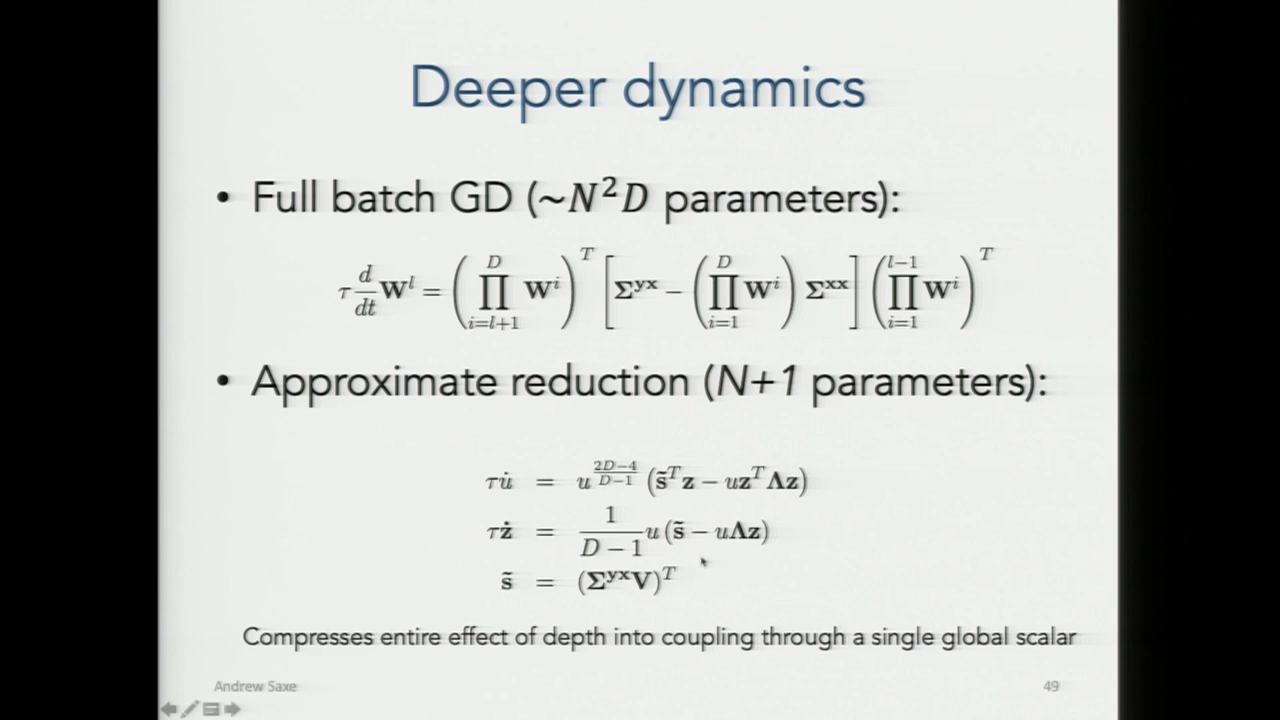 Deeper dynamics
• Full batch GD (~N²D parameters):
τ d/dt W^l = (∏_{i=l+1}^{D} W^i)^T [Σ^{yx} − (∏_{i=1}^{D} W^i) Σ^{xx}] (∏_{i=1}^{l−1} W^i)^T
• Approximate reduction (N+1 parameters):
τu̇ = u^{(2D−4)/(D−1)} (s̃^T z − uz^T Λz)
τż = 1/(D − 1) u (s̃ − uΛz)
s̃ = (Σ^{yx}V)^T
Compresses entire effect of depth into coupling through a single global scalar
Andrew Saxe 49